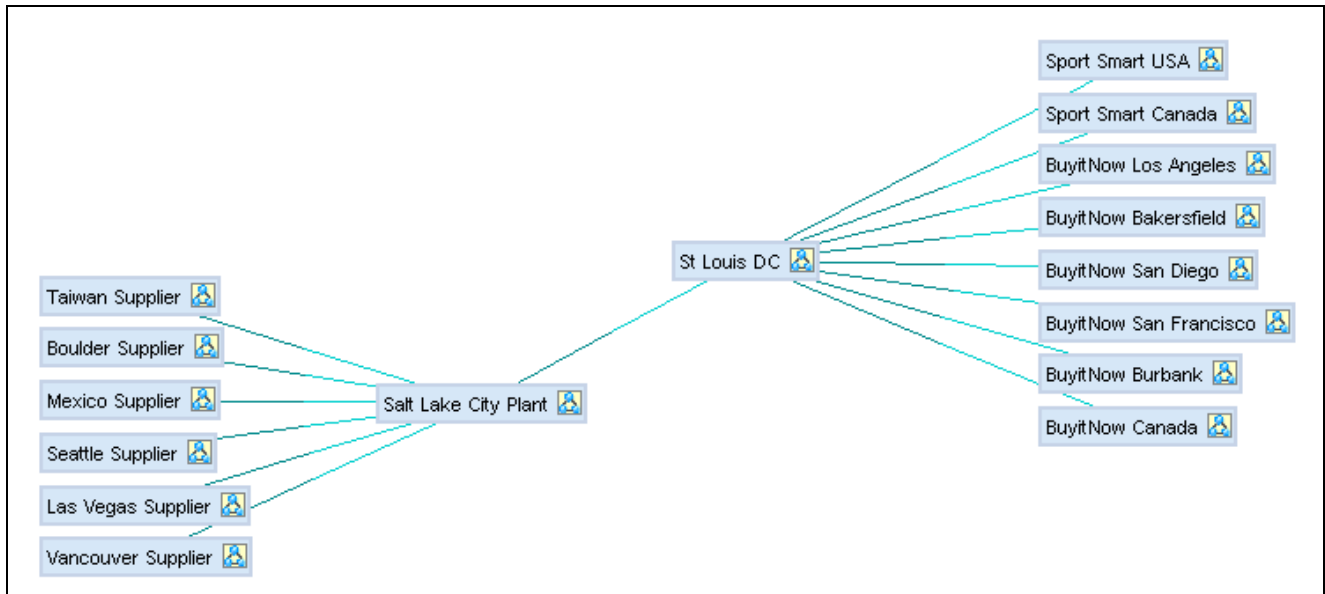 Sport Smart USA
Sport Smart Canada
BuyitNow Los Angeles
BuyitNow Bakersfield
St Louis DC
BuyitNow San Diego
Taiwan Supplier
BuyitNow San Francisco
Boulder Supplier
BuyitNow Burbank
Mexico Supplier
Salt Lake City Plant
BuyitNow Canada
Seattle Supplier
Las Vegas Supplier
Vancouver Supplier